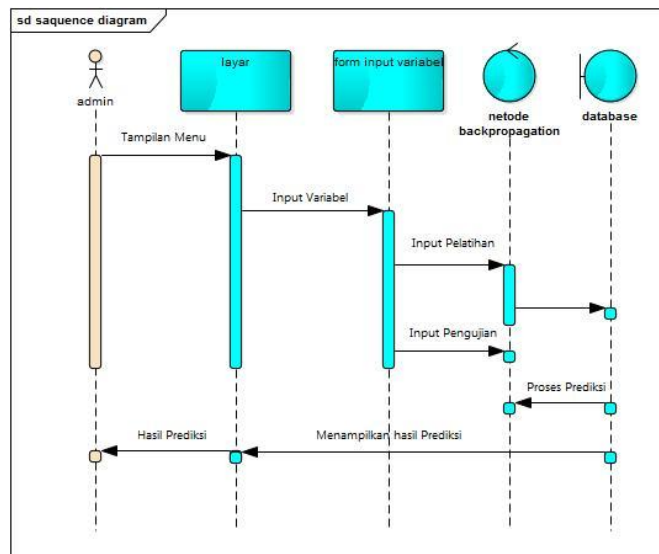 sd saquence diagram
admin
layar
form input variabel
netode
backpropagation
database
Tampilan Menu
Input Variabel
Input Pelatihan
Input Pengujian
Proses Prediksi
Hasil Prediksi
Menampilkan hasil Prediksi